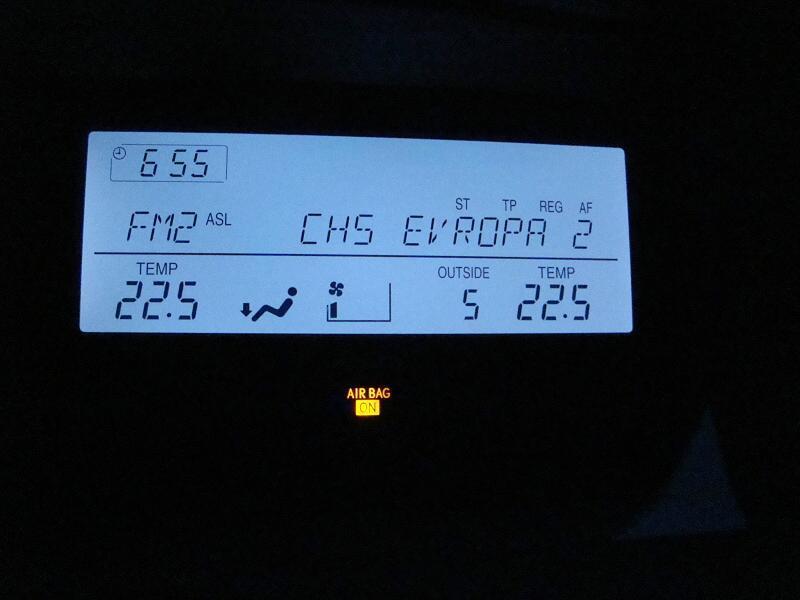 6 55
ST TP REG AF
FM2 ASL CH5 EVROPA 2
TEMP OUTSIDE TEMP
22.5 5 22.5
AIR BAG
ON